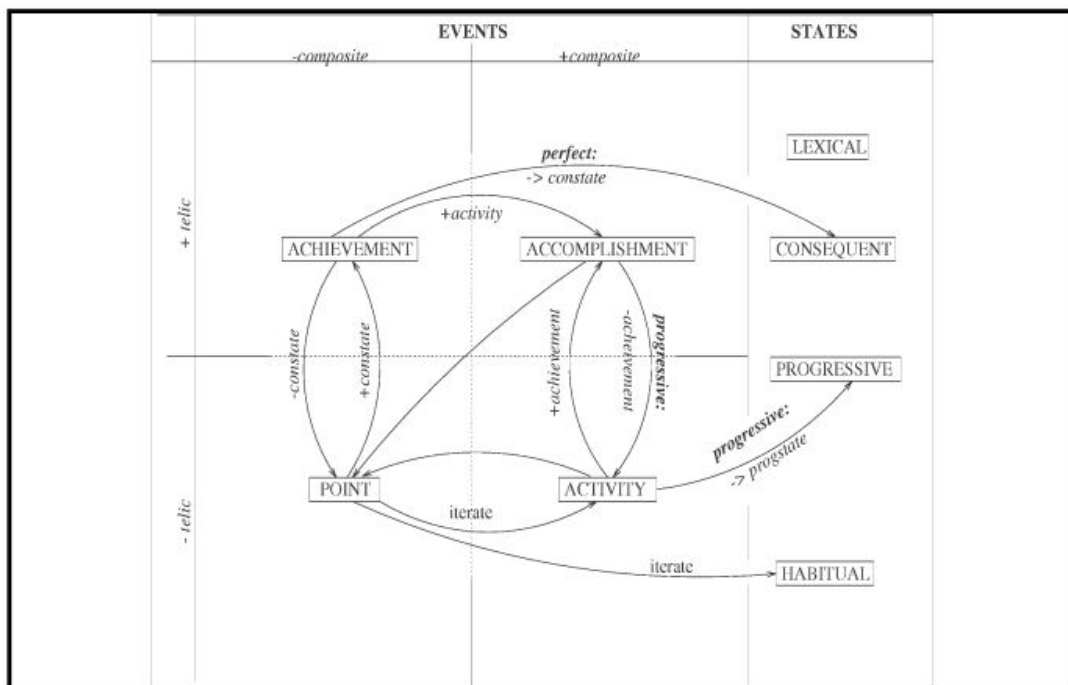 EVENTS
STATES
-composite
+composite
LEXICAL
perfect:
-> constate
+activity
+ telic
ACHIEVEMENT
ACCOMPLISHMENT
CONSEQUENT
-constate
+constate
+achievement
-acheivement
progressive:
PROGRESSIVE
progressive:
-> progstate
POINT
iterate
ACTIVITY
- telic
iterate
HABITUAL